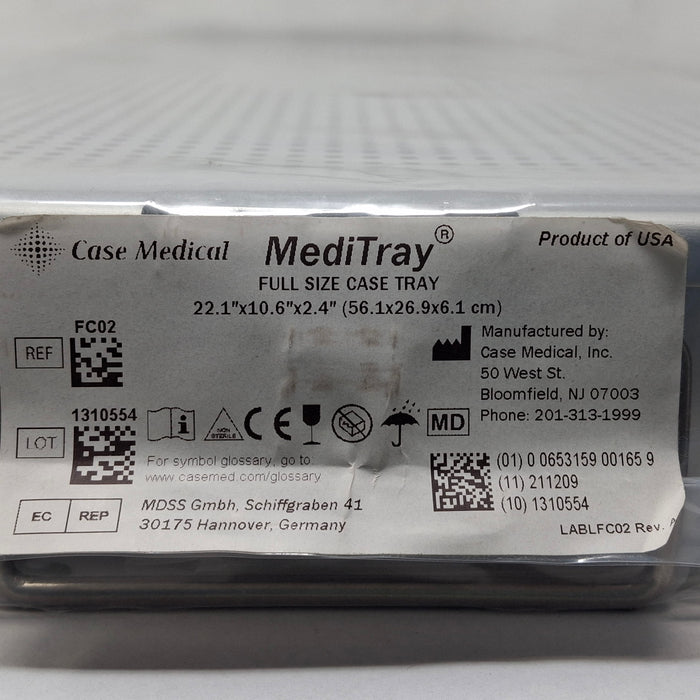 Case Medical
MediTray®
Product of USA
FULL SIZE CASE TRAY
22.1"x10.6"x2.4" (56.1x26.9x6.1 cm)
REF
FC02
LOT
1310554
NON
STERILE
CE
MD
For symbol glossary, go to:
www.casemed.com/glossary
EC REP
MDSS Gmbh, Schiffgraben 41
30175 Hannover, Germany
Manufactured by:
Case Medical, Inc.
50 West St.
Bloomfield, NJ 07003
Phone: 201-313-1999
(01) 0 0653159 00165 9
(11) 211209
(10) 1310554
LABLFC02 Rev.